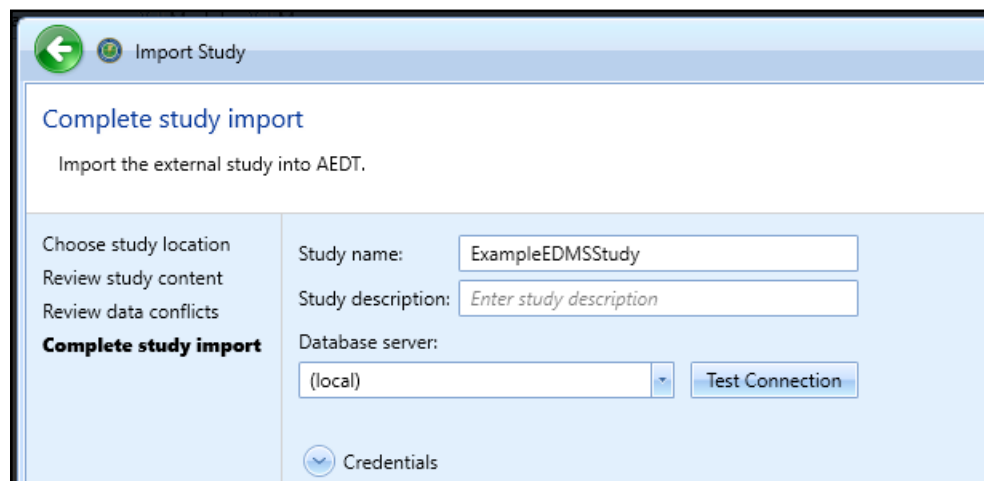 Import Study
Complete study import
Import the external study into AEDT.
Choose study location
Review study content
Review data conflicts
Complete study import
Study name:
ExampleEDMSStudy
Study description:
Enter study description
Database server:
(local)
Test Connection
Credentials